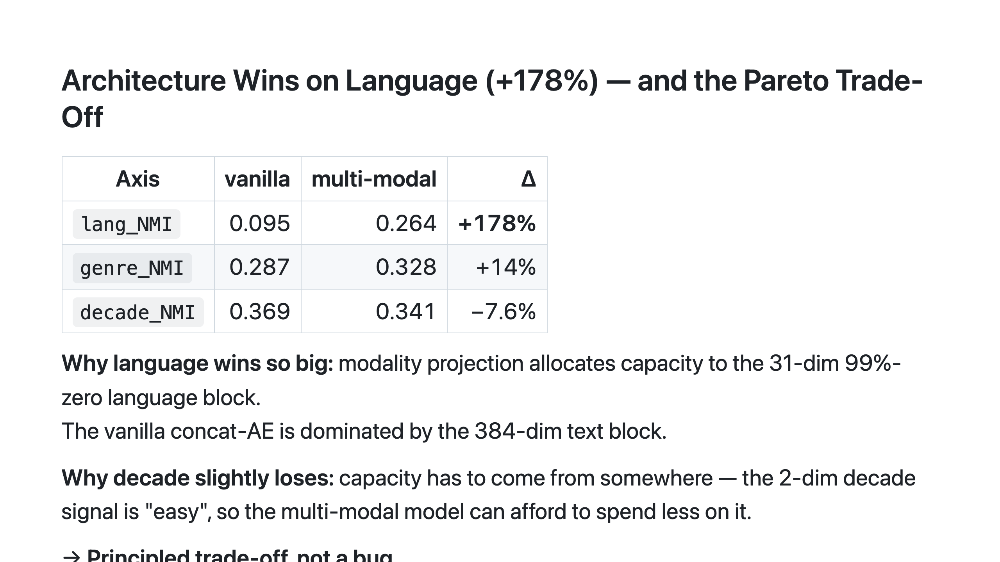 Architecture Wins on Language (+178%) — and the Pareto Trade-
Off
Axis vanilla multi-modal Δ
lang_NMI 0.095 0.264 +178%
genre_NMI 0.287 0.328 +14%
decade_NMI 0.369 0.341 −7.6%
Why language wins so big: modality projection allocates capacity to the 31-dim 99%-
zero language block.
The vanilla concat-AE is dominated by the 384-dim text block.
Why decade slightly loses: capacity has to come from somewhere — the 2-dim decade
signal is "easy", so the multi-modal model can afford to spend less on it.
→ Principled trade-off, not a bug